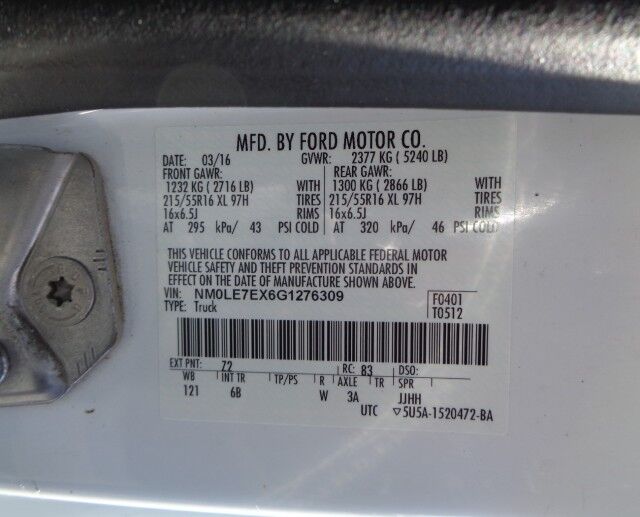 MFD. BY FORD MOTOR CO.
DATE: 03/16 GVWR: 2377 KG ( 5240 LB)
FRONT GAWR: REAR GAWR:
1232 KG ( 2716 LB) WITH 1300 KG ( 2866 LB) WITH
215/55R16 XL 97H TIRES 215/55R16 XL 97H TIRES
16x6.5J RIMS 16x6.5J RIMS
AT 295 kPa/ 43 PSI COLD AT 320 kPa/ 46 PSI COLD
THIS VEHICLE CONFORMS TO ALL APPLICABLE FEDERAL MOTOR
VEHICLE SAFETY AND THEFT PREVENTION STANDARDS IN
EFFECT ON THE DATE OF MANUFACTURE SHOWN ABOVE.
VIN: NM0LE7EX6G1276309 F0401
TYPE: Truck T0512
EXT PNT: 72 RC: 83 DSO:
WB INT TR TP/PS R AXLE TR SPR
121 6B W 3A JJHH
UTC ▽5U5A-1520472-BA